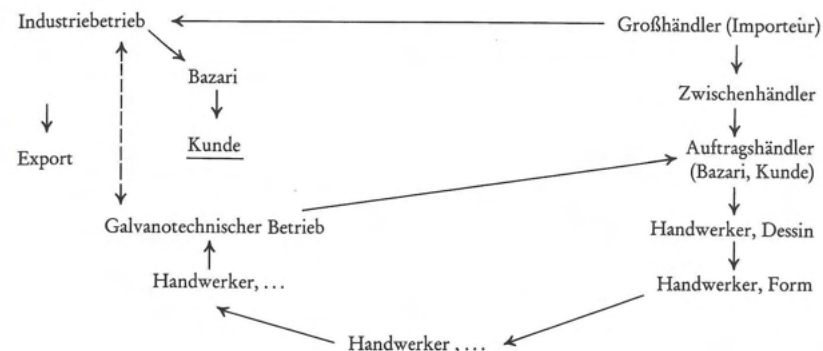 Industriebetrieb
Großhändler (Importeur)
Bazari
Zwischenhändler
Kunde
Export
Auftragshändler
(Bazari, Kunde)
Galvanotechnischer Betrieb
Handwerker, Dessin
Handwerker, ...
Handwerker, Form
Handwerker , ...